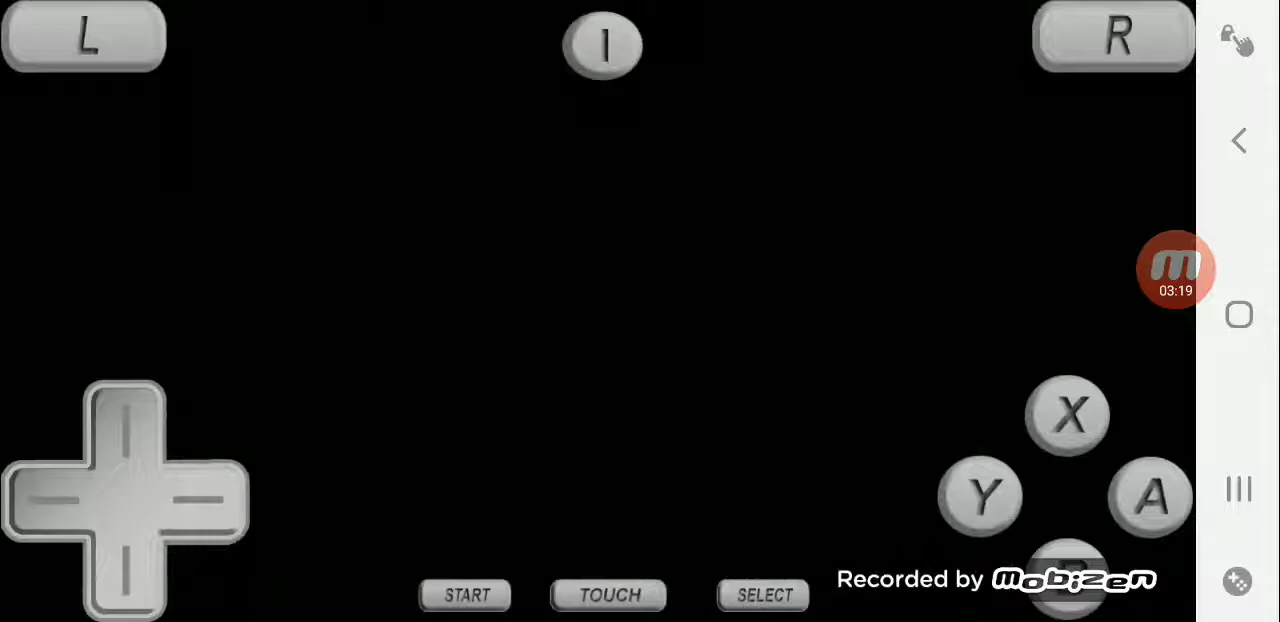 L
I
R
m
03:19
X
Y
A
B
START
TOUCH
SELECT
Recorded by mobizen